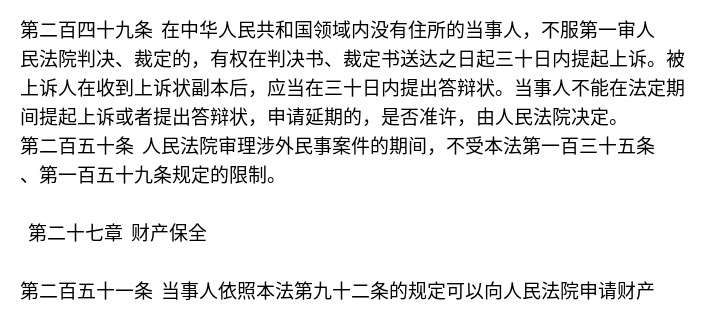 第二百四十九条 在中华人民共和国领域内没有住所的当事人，不服第一审人
民法院判决、裁定的，有权在判决书、裁定书送达之日起三十日内提起上诉。被
上诉人在收到上诉状副本后，应当在三十日内提出答辩状。当事人不能在法定期
间提起上诉或者提出答辩状，申请延期的，是否准许，由人民法院决定。
第二百五十条 人民法院审理涉外民事案件的期间，不受本法第一百三十五条
、第一百五十九条规定的限制。
第二十七章 财产保全
第二百五十一条 当事人依照本法第九十二条的规定可以向人民法院申请财产